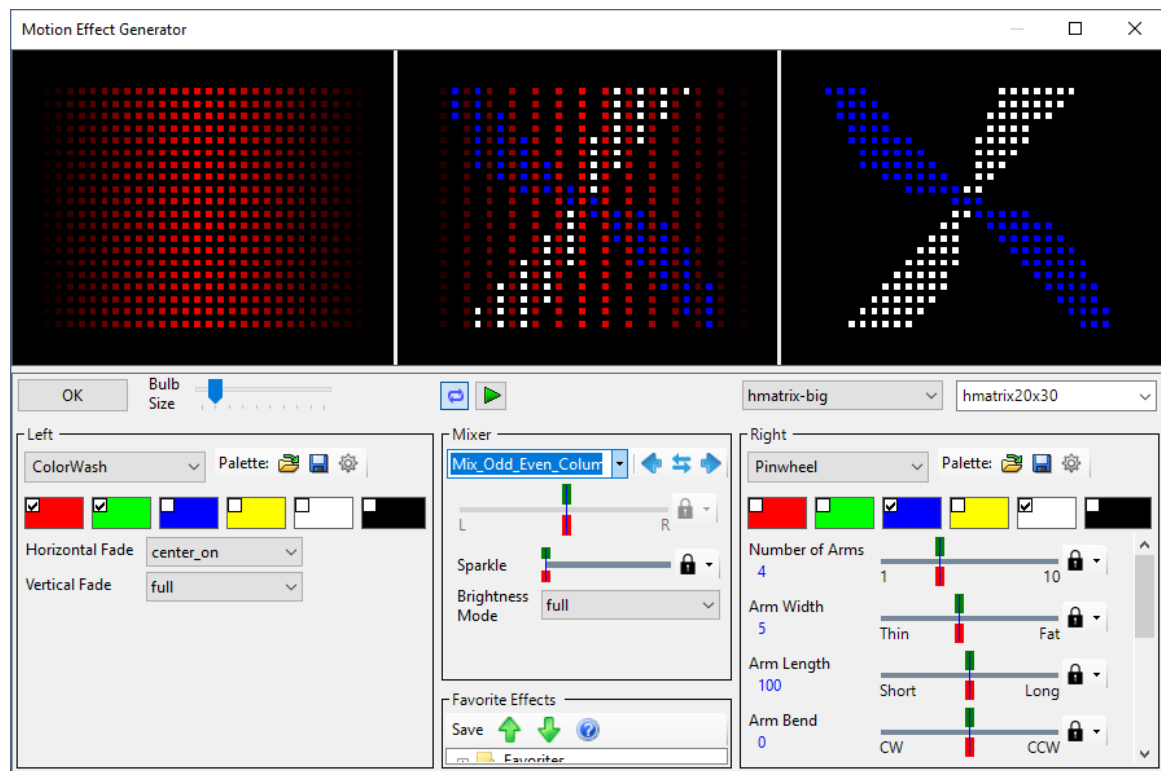 Motion Effect Generator
OK
Bulb
Size
hmatrix-big
hmatrix20x30
Left
ColorWash
Palette:
Horizontal Fade
center_on
Vertical Fade
full
Mixer
Mix_Odd_Even_Colum
L
R
Sparkle
Brightness
Mode
full
Favorite Effects
Save
Favorites
Right
Pinwheel
Palette:
Number of Arms
4
1
10
Arm Width
5
Thin
Fat
Arm Length
100
Short
Long
Arm Bend
0
CW
CCW